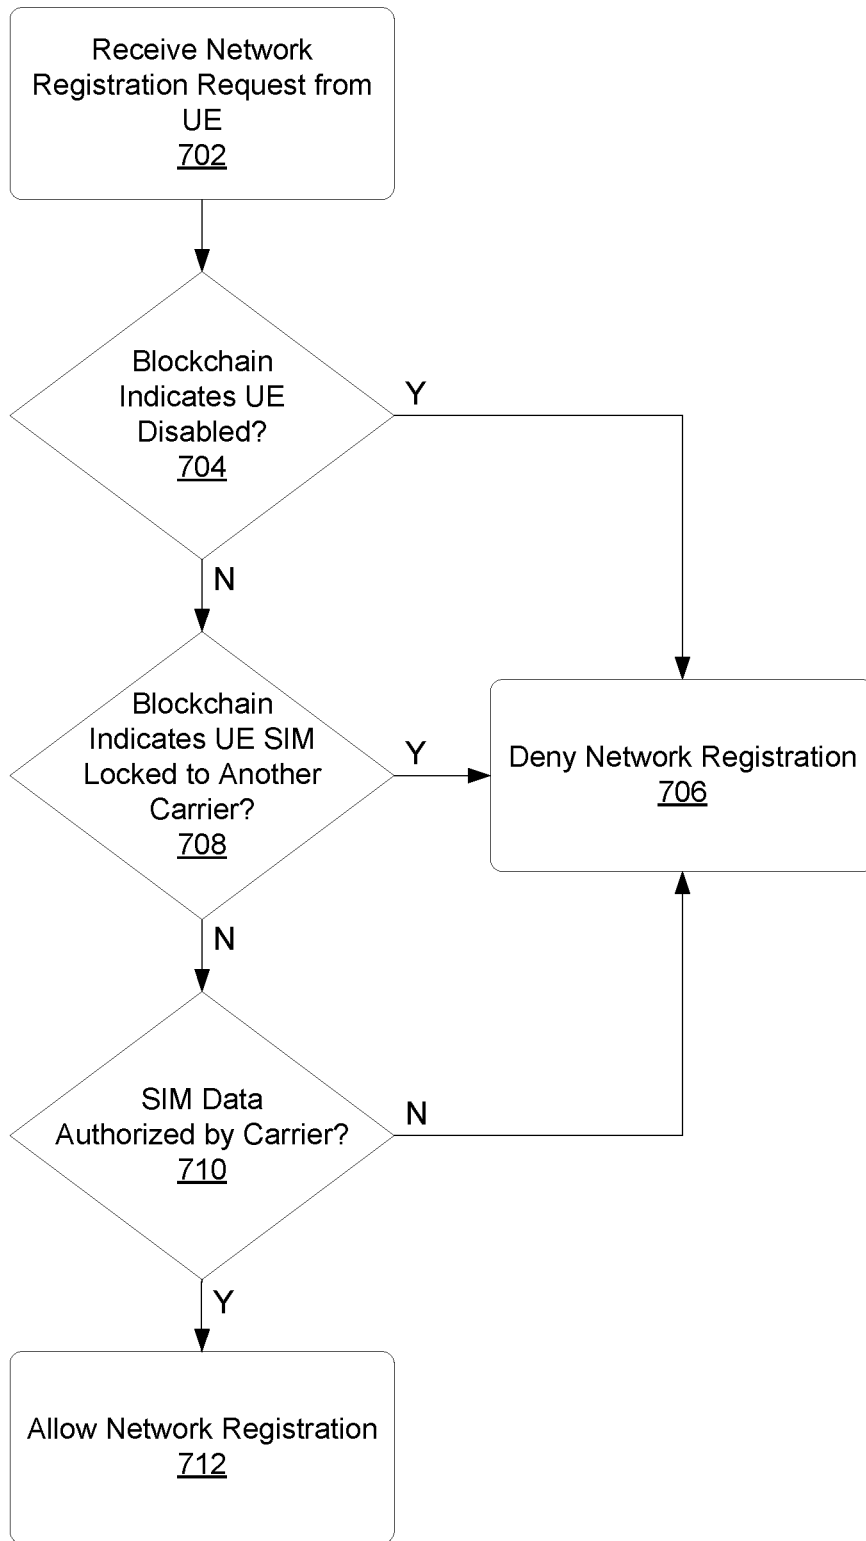 Receive Network
Registration Request from
UE
702
Blockchain
Indicates UE
Disabled?
704
Y
N
Blockchain
Indicates UE SIM
Locked to Another
Carrier?
708
Y
Deny Network Registration
706
N
SIM Data
Authorized by Carrier?
710
N
Y
Allow Network Registration
712